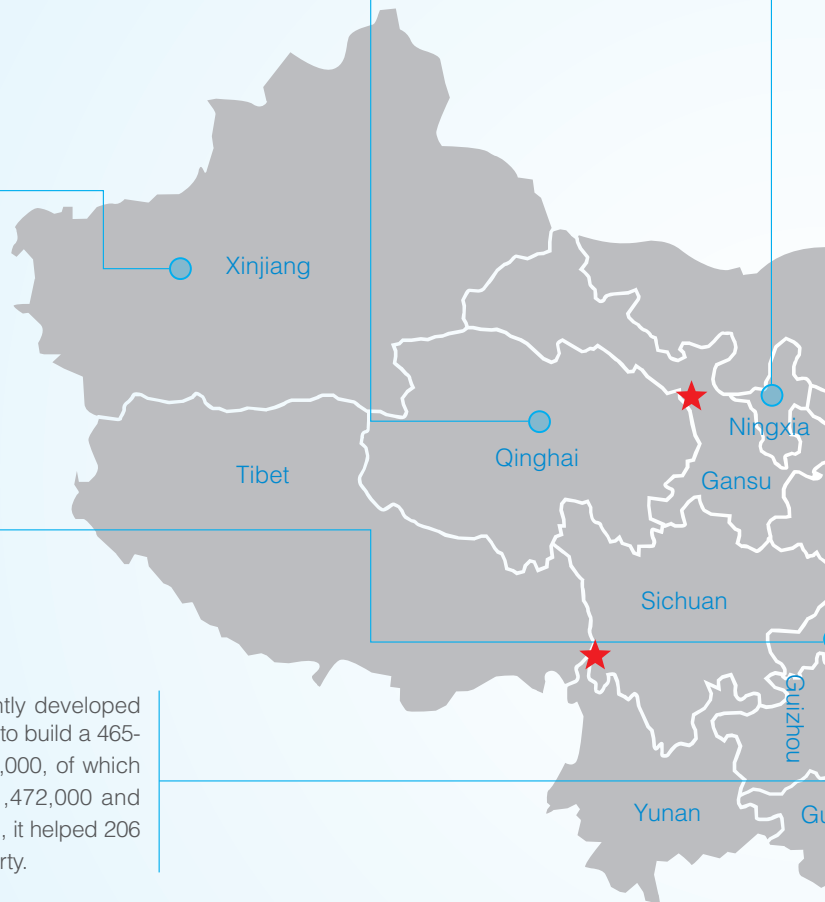 Xinjiang
Ningxia
Qinghai
Tibet
Gansu
Sichuan
Guizhou
ntly developed
to build a 465-
,000, of which
,472,000 and
, it helped 206
rty.
Yunan
Gu